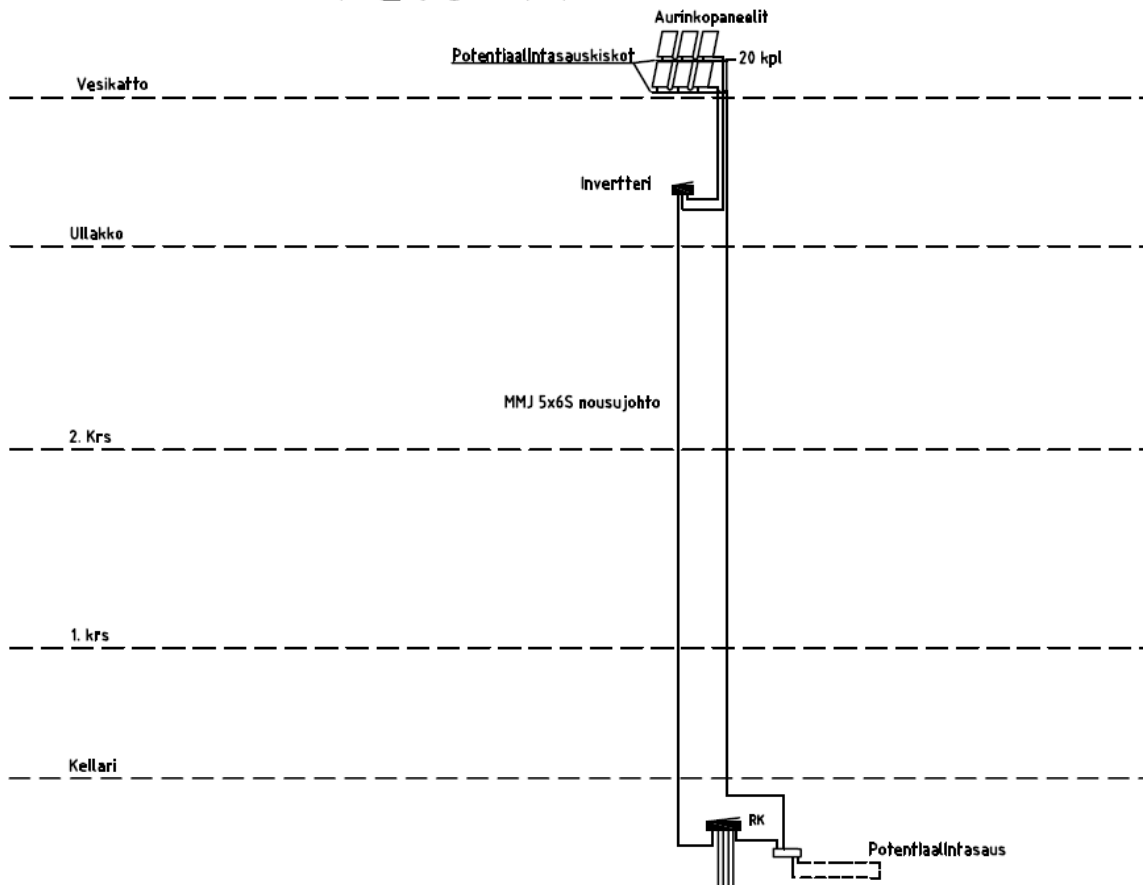 Aurinkopaneelit
Potentiaalintasauskiskot
20 kpl
Vesikatto
Invertteri
Ullakko
MMJ 5x6S nousujohto
2. Krs
1. krs
Kellari
RK
Potentiaalintasaus